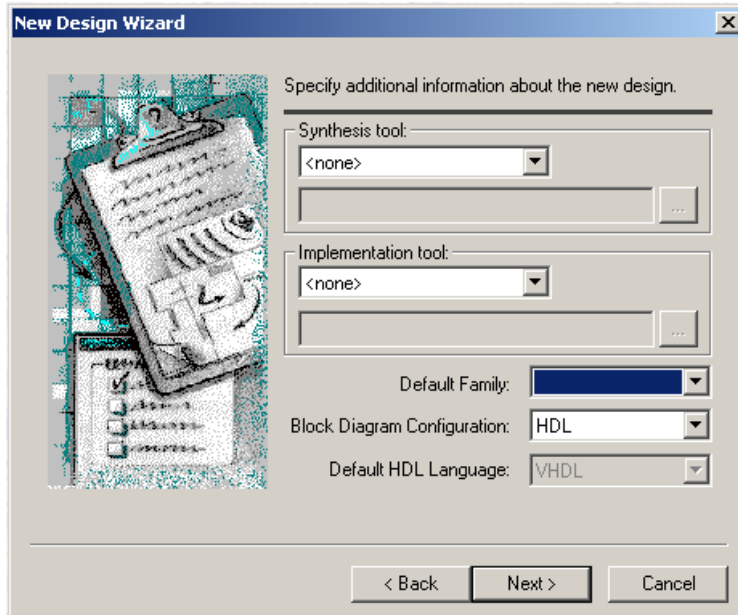 New Design Wizard
Specify additional information about the new design.
Synthesis tool:
<none>
...
Implementation tool:
<none>
...
Default Family:
Block Diagram Configuration: HDL
Default HDL Language: VHDL
< Back Next > Cancel